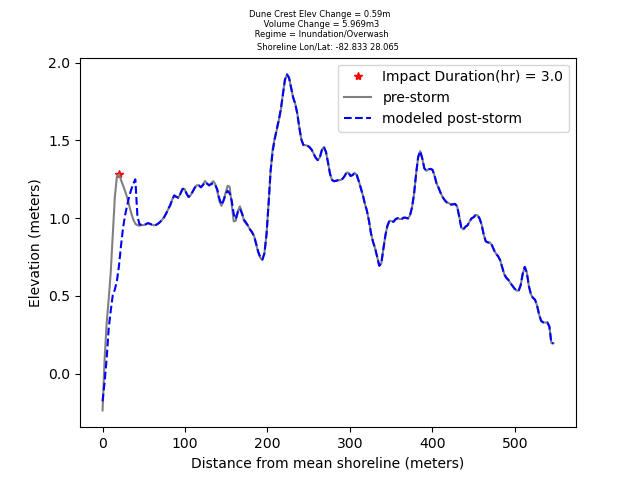 Dune Crest Elev Change = 0.59m
Volume Change = 5.969m3
Regime = Inundation/Overwash
Shoreline Lon/Lat: -82.833 28.065
Impact Duration(hr) = 3.0
pre-storm
modeled post-storm
Elevation (meters)
2.0
1.5
1.0
0.5
0.0
0 100 200 300 400 500
Distance from mean shoreline (meters)